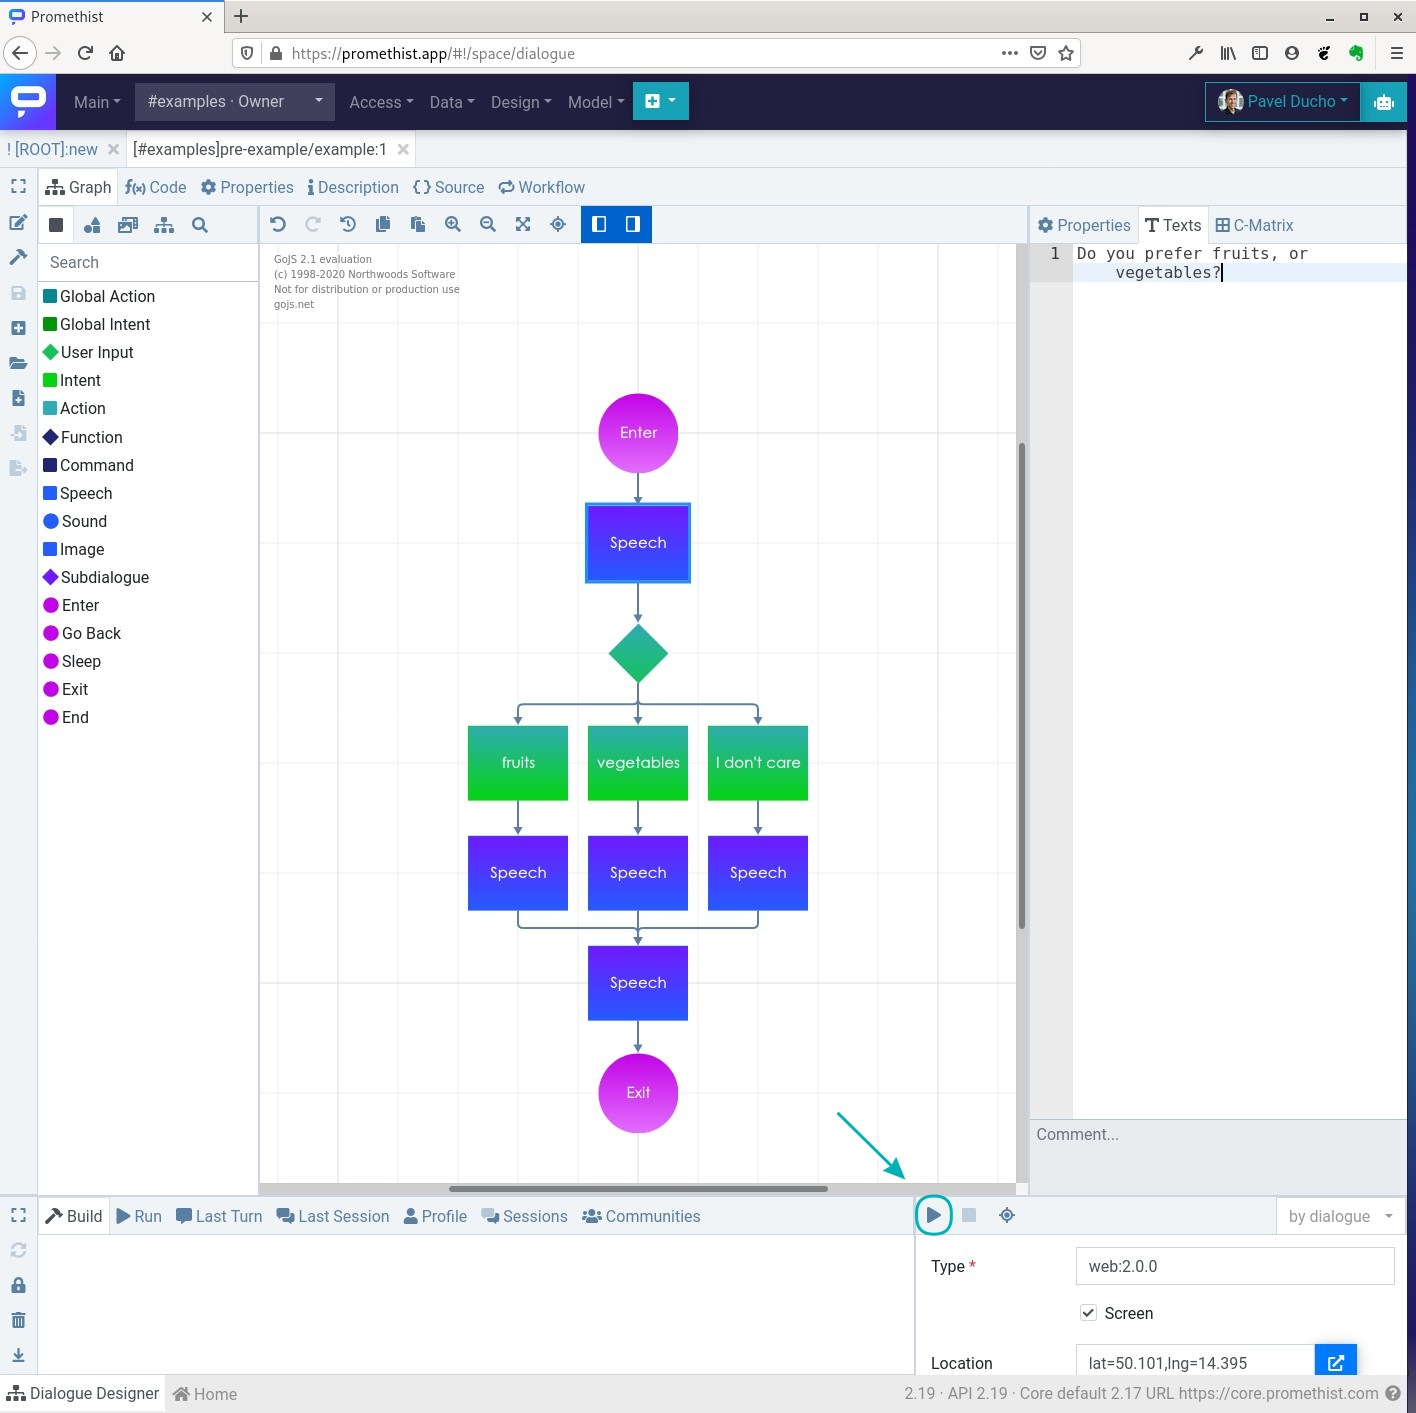 Promethist
https://promethist.app/#!/space/dialogue
Main
#examples · Owner
Access
Data
Design
Model
Pavel Ducho
! [ROOT]:new
[#examples]pre-example/example:1
Graph
f(x) Code
Properties
Description
{} Source
Workflow
Properties
Texts
C-Matrix
Search
Global Action
Global Intent
User Input
Intent
Action
Function
Command
Speech
Sound
Image
Subdialogue
Enter
Go Back
Sleep
Exit
End
GoJS 2.1 evaluation
(c) 1998-2020 Northwoods Software
Not for distribution or production use
gojs.net
Enter
Speech
fruits
vegetables
I don't care
Speech
Speech
Speech
Speech
Exit
1
Do you prefer fruits, or
vegetables?
Comment...
Build
Run
Last Turn
Last Session
Profile
Sessions
Communities
by dialogue
Type *
web:2.0.0
Screen
Location
lat=50.101,lng=14.395
Dialogue Designer
Home
2.19 · API 2.19 · Core default 2.17 URL https://core.promethist.com